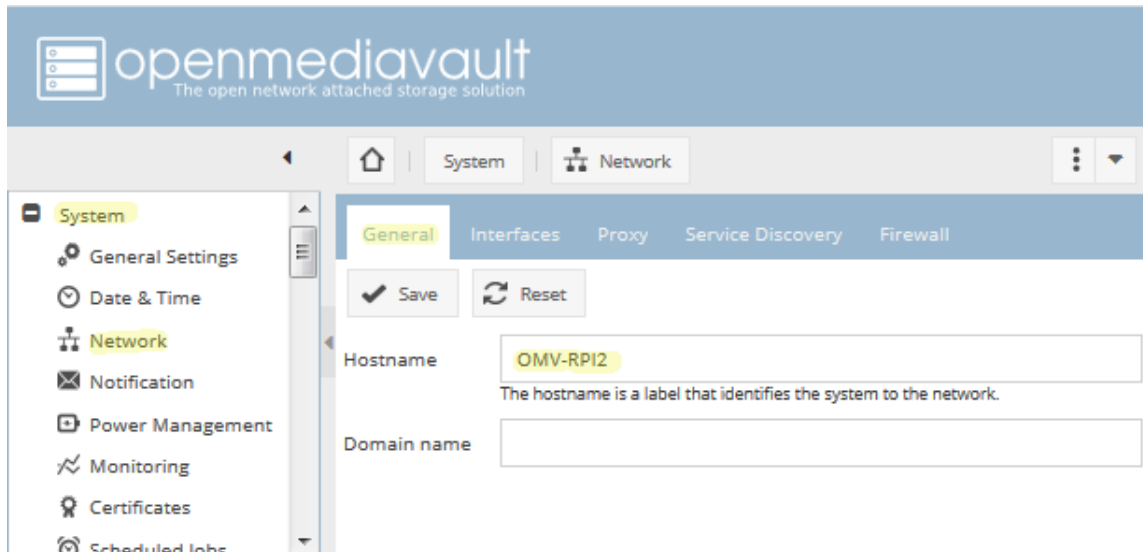 openmediavault
The open network attached storage solution
System
Network
System
General Settings
Date & Time
Network
Notification
Power Management
Monitoring
Certificates
Scheduled Jobs
General
Interfaces
Proxy
Service Discovery
Firewall
Save
Reset
Hostname
OMV-RPI2
The hostname is a label that identifies the system to the network.
Domain name